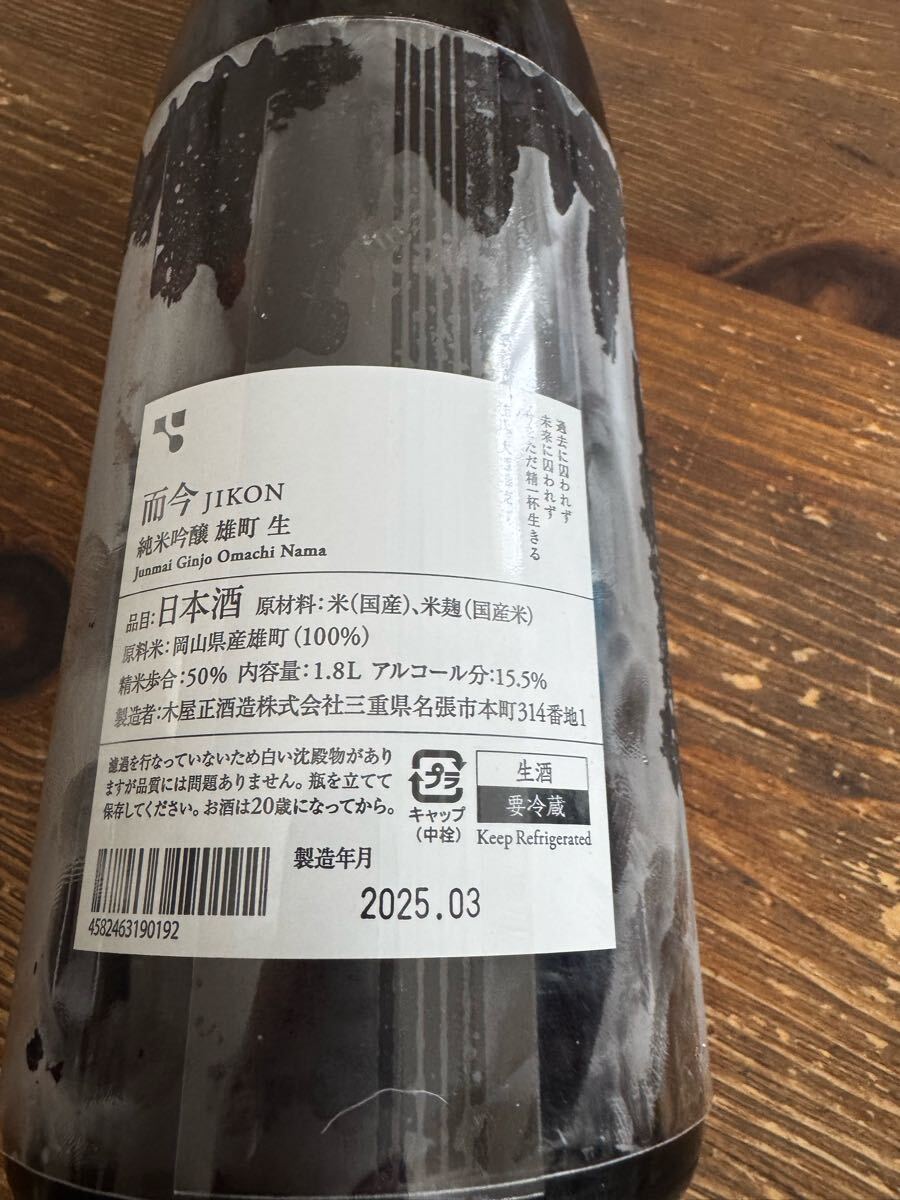 過去に囚われず
未来に囚われず
ただ精一杯生きる
而今 JIKON
純米吟醸 雄町 生
Junmai Ginjo Omachi Nama
品目:日本酒 原材料:米(国産)、米麹(国産米)
原料米:岡山県産雄町(100%)
精米歩合:50% 内容量:1.8L アルコール分:15.5%
製造者:木屋正酒造株式会社三重県名張市本町314番地1
濾過を行なっていないため白い沈殿物があり
ますが品質には問題ありません。瓶を立てて
保存してください。お酒は20歳になってから。
プラ
キャップ
(中栓)
生酒
要冷蔵
Keep Refrigerated
製造年月
2025.03
4582463190192